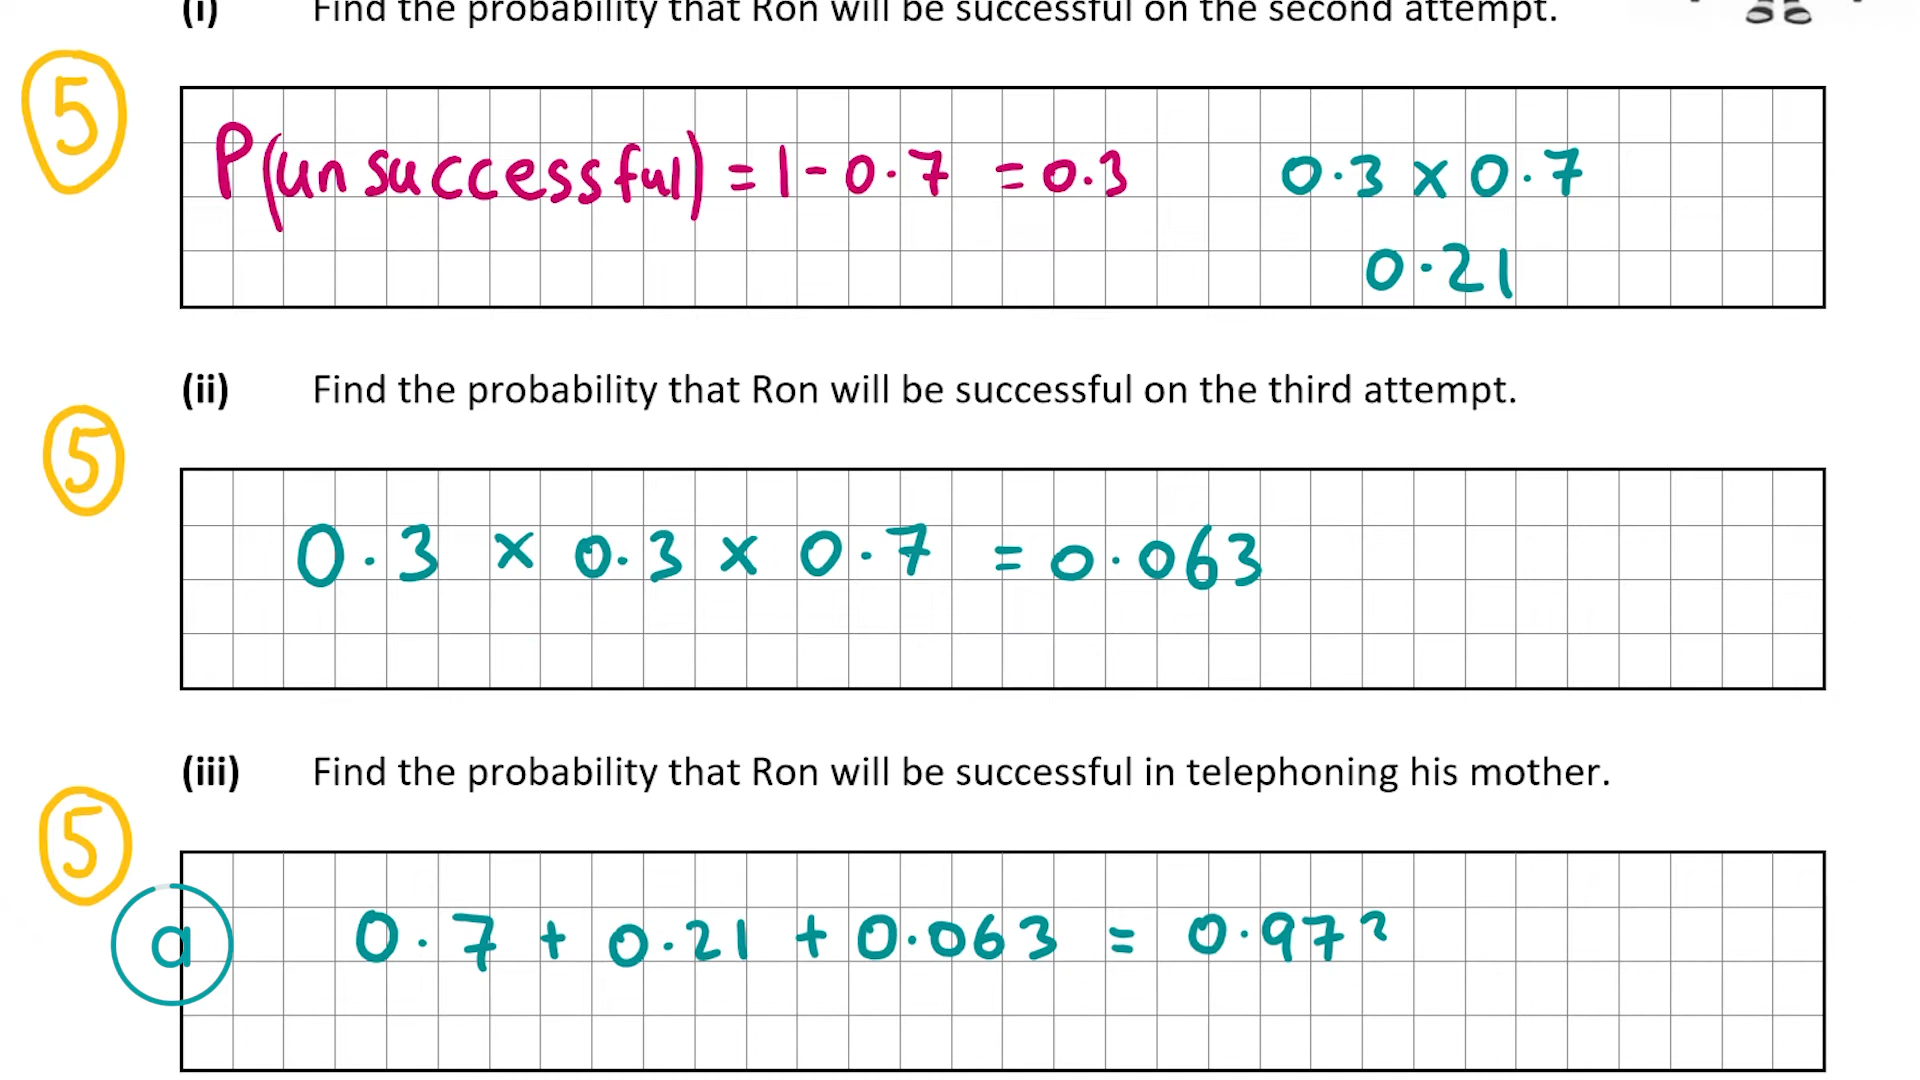 (i) Find the probability that Ron will be successful on the second attempt.
5
P(unsuccessful) = 1 - 0.7 = 0.3
0.3 x 0.7
0.21
(ii) Find the probability that Ron will be successful on the third attempt.
5
0.3 x 0.3 x 0.7 = 0.063
(iii) Find the probability that Ron will be successful in telephoning his mother.
5
a
0.7 + 0.21 + 0.063 = 0.97?